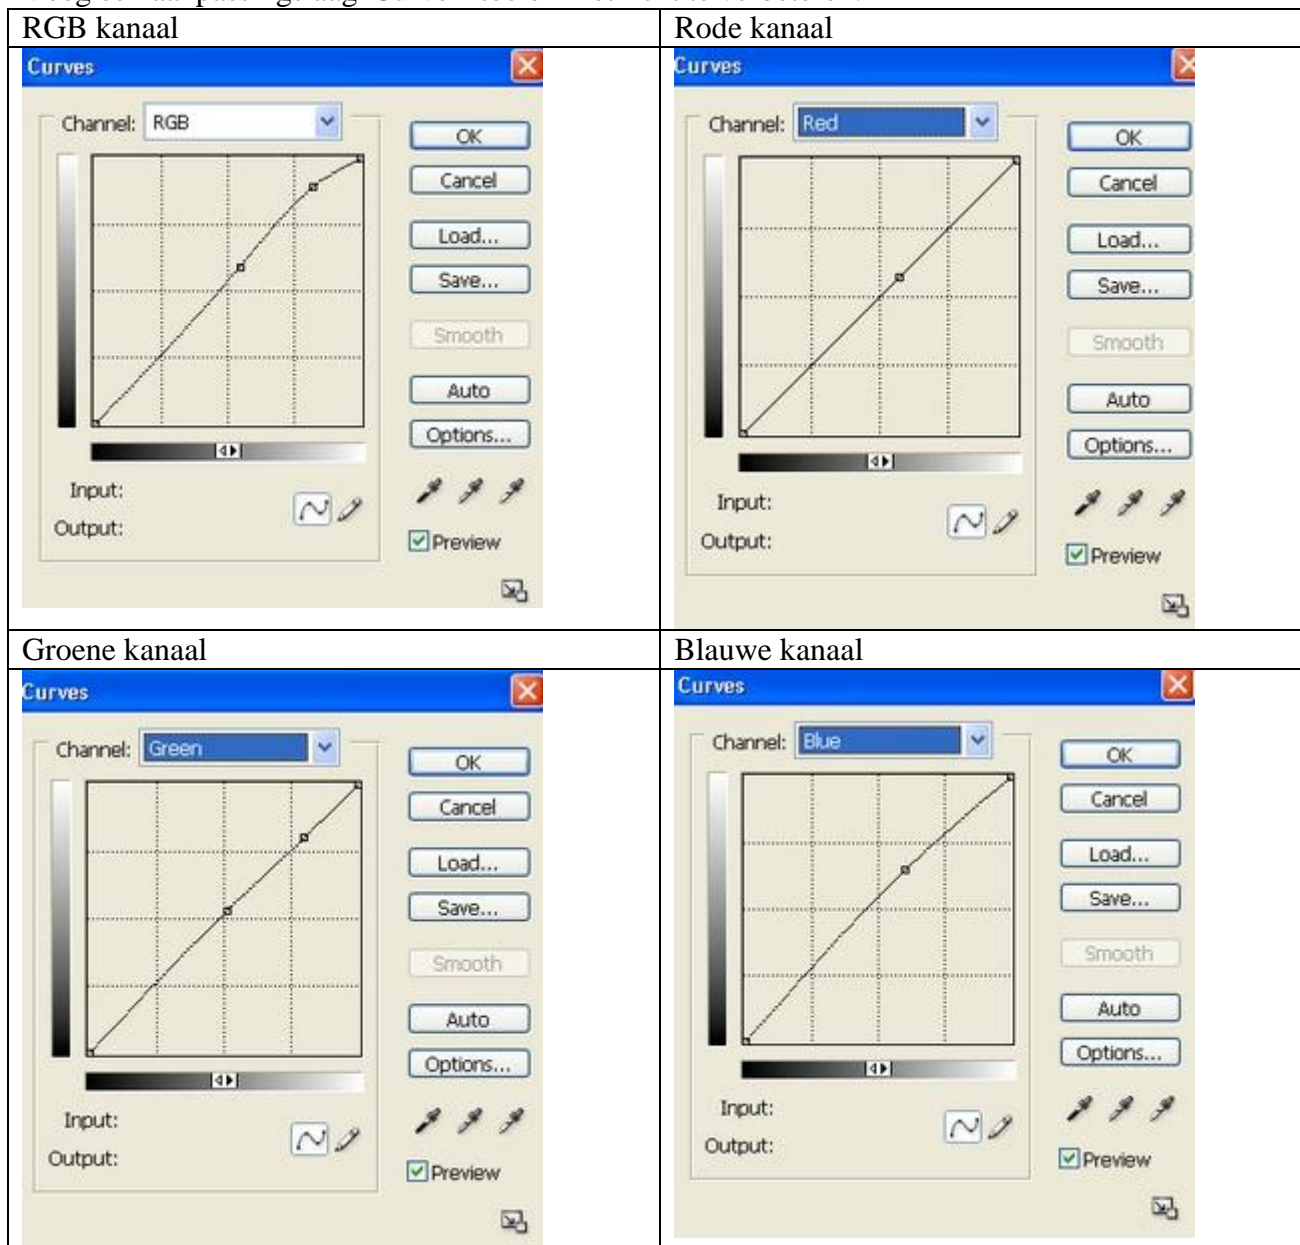 RGB kanaal
Rode kanaal
Curves
Channel: RGB
OK
Cancel
Load...
Save...
Smooth
Auto
Options...
Input:
Output:
Preview
Curves
Channel: Red
OK
Cancel
Load...
Save...
Smooth
Auto
Options...
Input:
Output:
Preview
Groene kanaal
Blauwe kanaal
Curves
Channel: Green
OK
Cancel
Load...
Save...
Smooth
Auto
Options...
Input:
Output:
Preview
Curves
Channel: Blue
OK
Cancel
Load...
Save...
Smooth
Auto
Options...
Input:
Output:
Preview